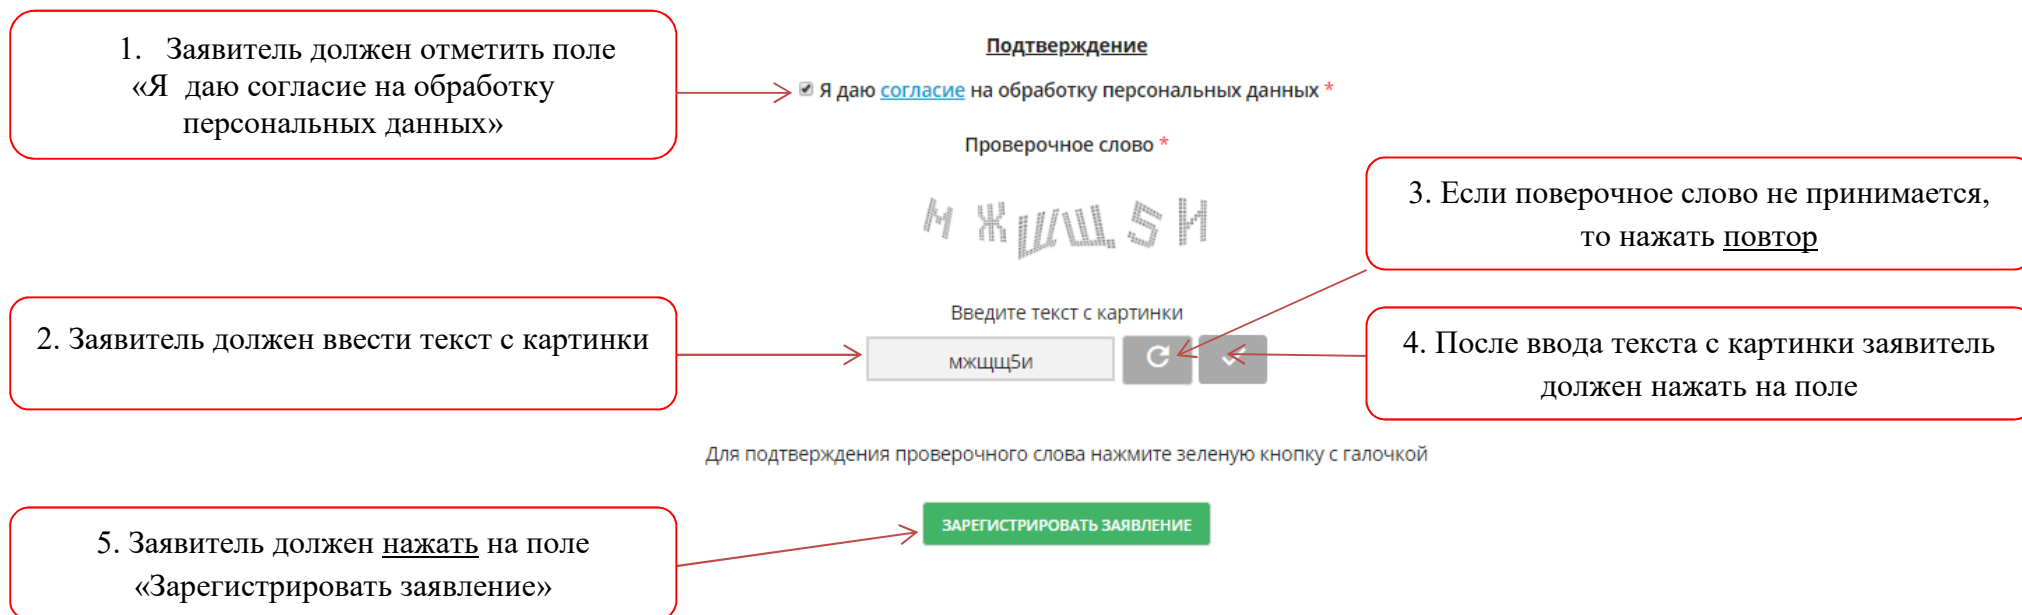 1. Заявитель должен отметить поле
«Я даю согласие на обработку
персональных данных»
Подтверждение
Я даю согласие на обработку персональных данных *
Проверочное слово *
М Ж Ш Щ 5 И
3. Если поверочное слово не принимается,
то нажать повтор
2. Заявитель должен ввести текст с картинки
Введите текст с картинки
мжщщ5и
4. После ввода текста с картинки заявитель
должен нажать на поле
Для подтверждения проверочного слова нажмите зеленую кнопку с галочкой
5. Заявитель должен нажать на поле
«Зарегистрировать заявление»
ЗАРЕГИСТРИРОВАТЬ ЗАЯВЛЕНИЕ